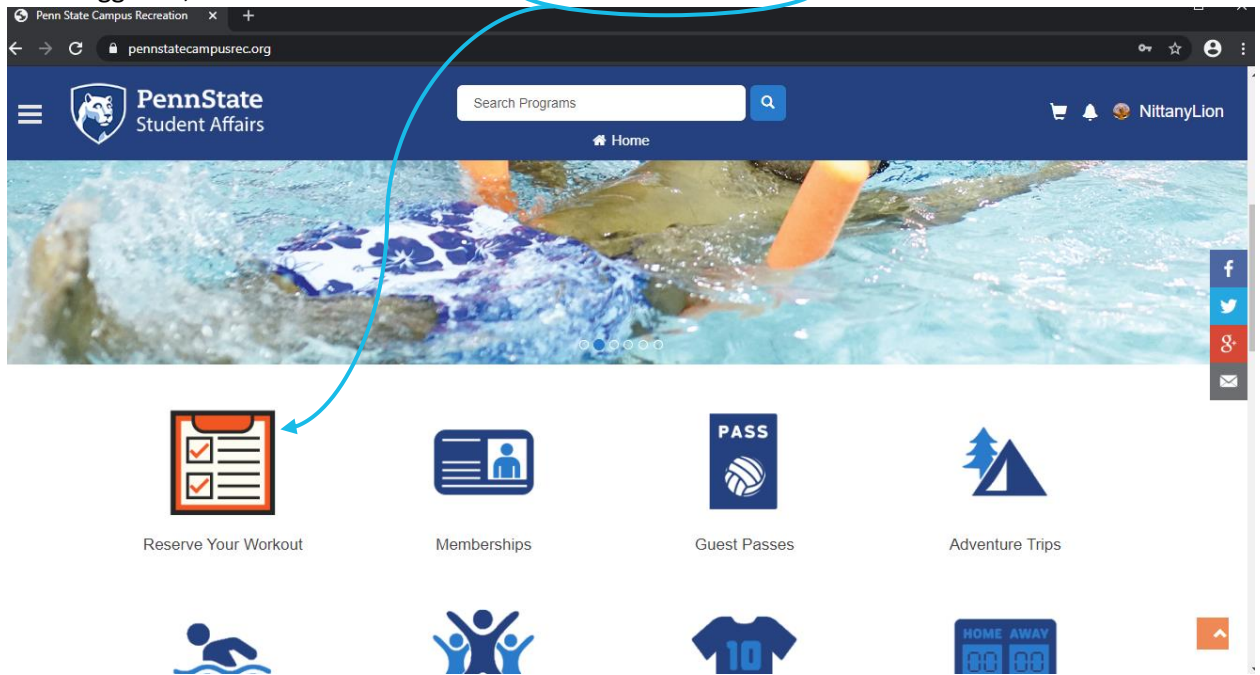 Penn State Campus Recreation
pennstatecampusrec.org
PennState
Student Affairs
Search Programs
Home
NittanyLion
f
8+
PASS
Reserve Your Workout
Memberships
Guest Passes
Adventure Trips
10
HOME AWAY
00 00